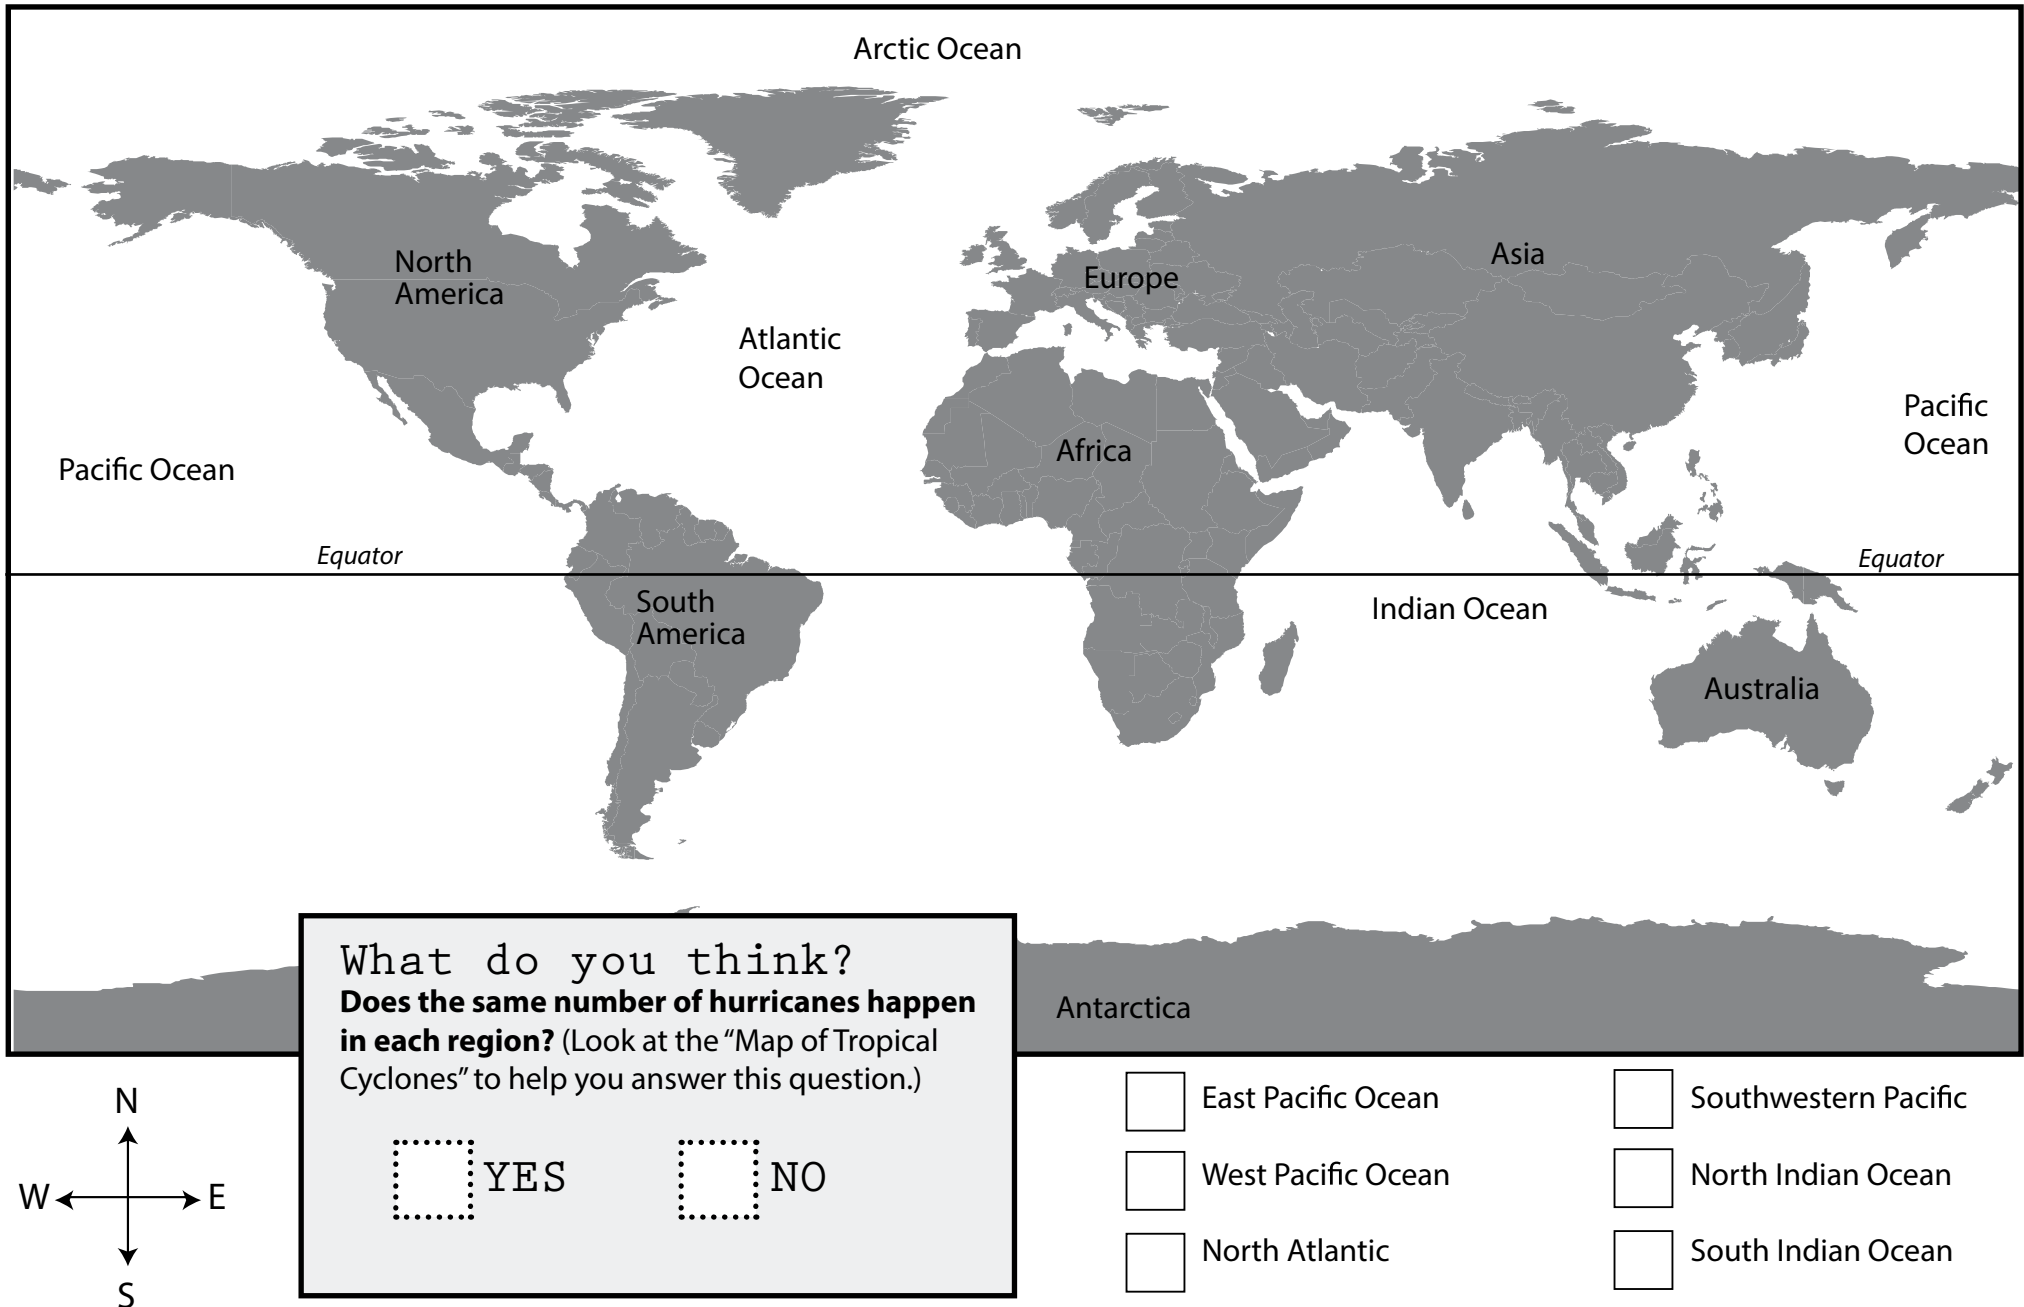 Arctic Ocean
North
America
Europe
Asia
Atlantic
Ocean
Pacific
Ocean
Africa
Pacific Ocean
Equator
Equator
South
America
Indian Ocean
Australia
What do you think?
Does the same number of hurricanes happen
in each region? (Look at the “Map of Tropical
Cyclones” to help you answer this question.)
YES
NO
Antarctica
N
W
E
S
East Pacific Ocean
West Pacific Ocean
North Atlantic
Southwestern Pacific
North Indian Ocean
South Indian Ocean